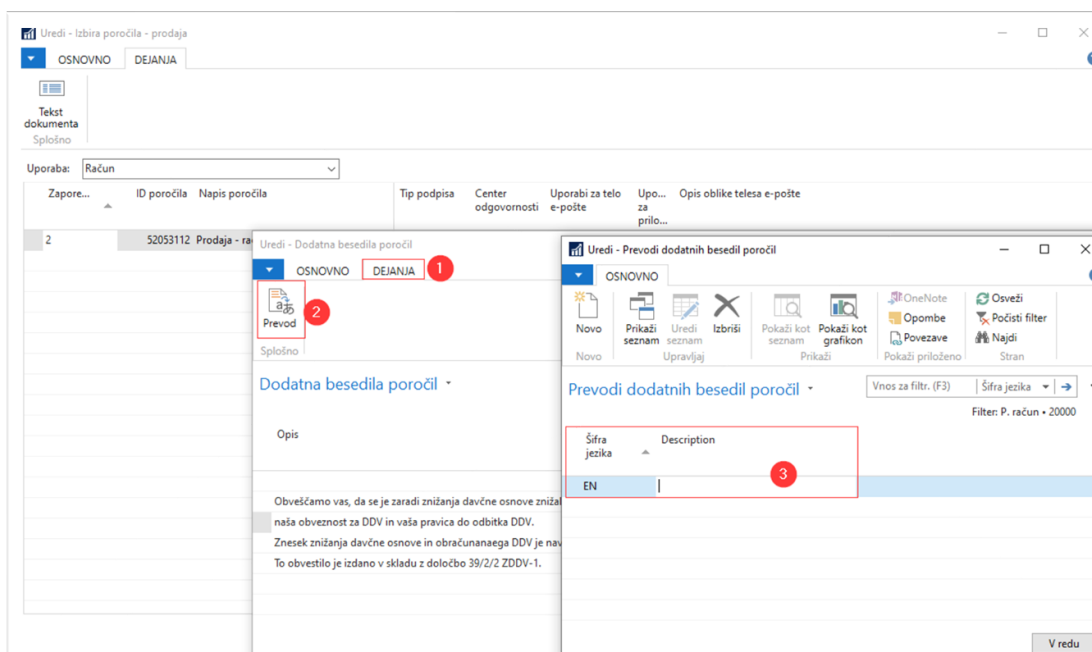 Uredi - Izbira poročila - prodaja
OSNOVNO DEJANJA
Tekst
dokumenta
Splošno
Uporaba: Račun
Zapore... ID poročila Napis poročila Tip podpisa Center
odgovornosti Uporabi za telo
e-pošte Upo...
za
prilo... Opis oblike telesa e-pošte
2 52053112 Prodaja - ra
Uredi - Dodatna besedila poročil
OSNOVNO DEJANJA 1
Prevod 2
Splošno
Dodatna besedila poročil
Opis
Obveščamo vas, da se je zaradi znižanja davčne osnove znižal
naša obveznost za DDV in vaša pravica do odbitka DDV.
Znesek znižanja davčne osnove in obračunanaega DDV je nav
To obvestilo je izdano v skladu z določbo 39/2/2 ZDDV-1.
Uredi - Prevodi dodatnih besedil poročil
OSNOVNO
Novo
Prikaži
seznam
Uredi
seznam
Izbriši
Pokaži kot
seznam
Pokaži kot
grafikon
OneNote
Opombe
Povezave
Osveži
Počisti filter
Najdi
Novo Upravljaj Prikaži Pokaži priloženo Stran
Prevodi dodatnih besedil poročil
Vnos za filtr. (F3) Šifra jezika
Filter: P. račun • 20000
Šifra
jezika Description
3
EN
V redu